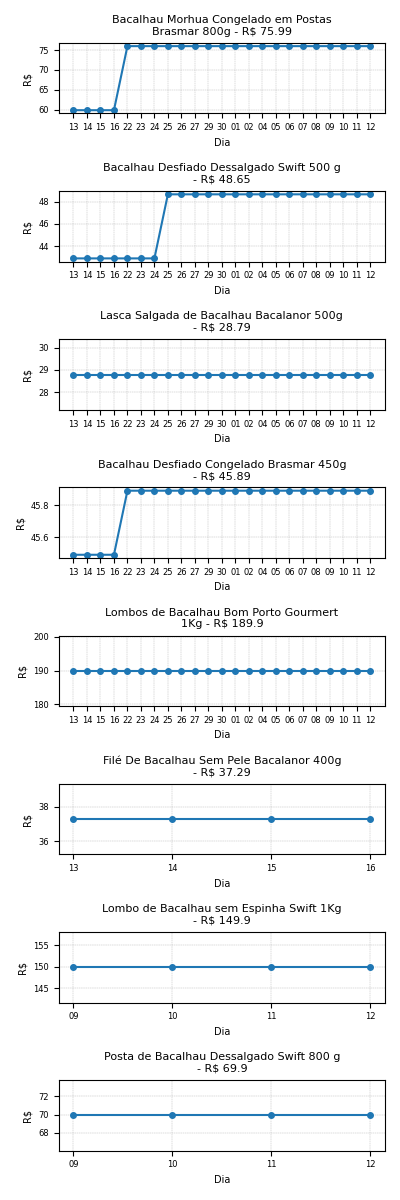 Bacalhau Morhua Congelado em Postas
Brasmar 800g - R$ 75.99
75
70
65
60
R$
13 14 15 16 22 23 24 25 26 27 29 30 01 02 04 05 06 07 08 09 10 11 12
Dia
Bacalhau Desfiado Dessalgado Swift 500 g
- R$ 48.65
48
46
44
R$
13 14 15 16 22 23 24 25 26 27 29 30 01 02 04 05 06 07 08 09 10 11 12
Dia
Lasca Salgada de Bacalhau Bacalanor 500g
- R$ 28.79
30
29
28
R$
13 14 15 16 22 23 24 25 26 27 29 30 01 02 04 05 06 07 08 09 10 11 12
Dia
Bacalhau Desfiado Congelado Brasmar 450g
- R$ 45.89
45.8
45.6
R$
13 14 15 16 22 23 24 25 26 27 29 30 01 02 04 05 06 07 08 09 10 11 12
Dia
Lombos de Bacalhau Bom Porto Gourmert
1Kg - R$ 189.9
200
190
180
R$
13 14 15 16 22 23 24 25 26 27 29 30 01 02 04 05 06 07 08 09 10 11 12
Dia
Filé De Bacalhau Sem Pele Bacalanor 400g
- R$ 37.29
38
36
R$
13 14 15 16
Dia
Lombo de Bacalhau sem Espinha Swift 1Kg
- R$ 149.9
155
150
145
R$
09 10 11 12
Dia
Posta de Bacalhau Dessalgado Swift 800 g
- R$ 69.9
72
70
68
R$
09 10 11 12
Dia